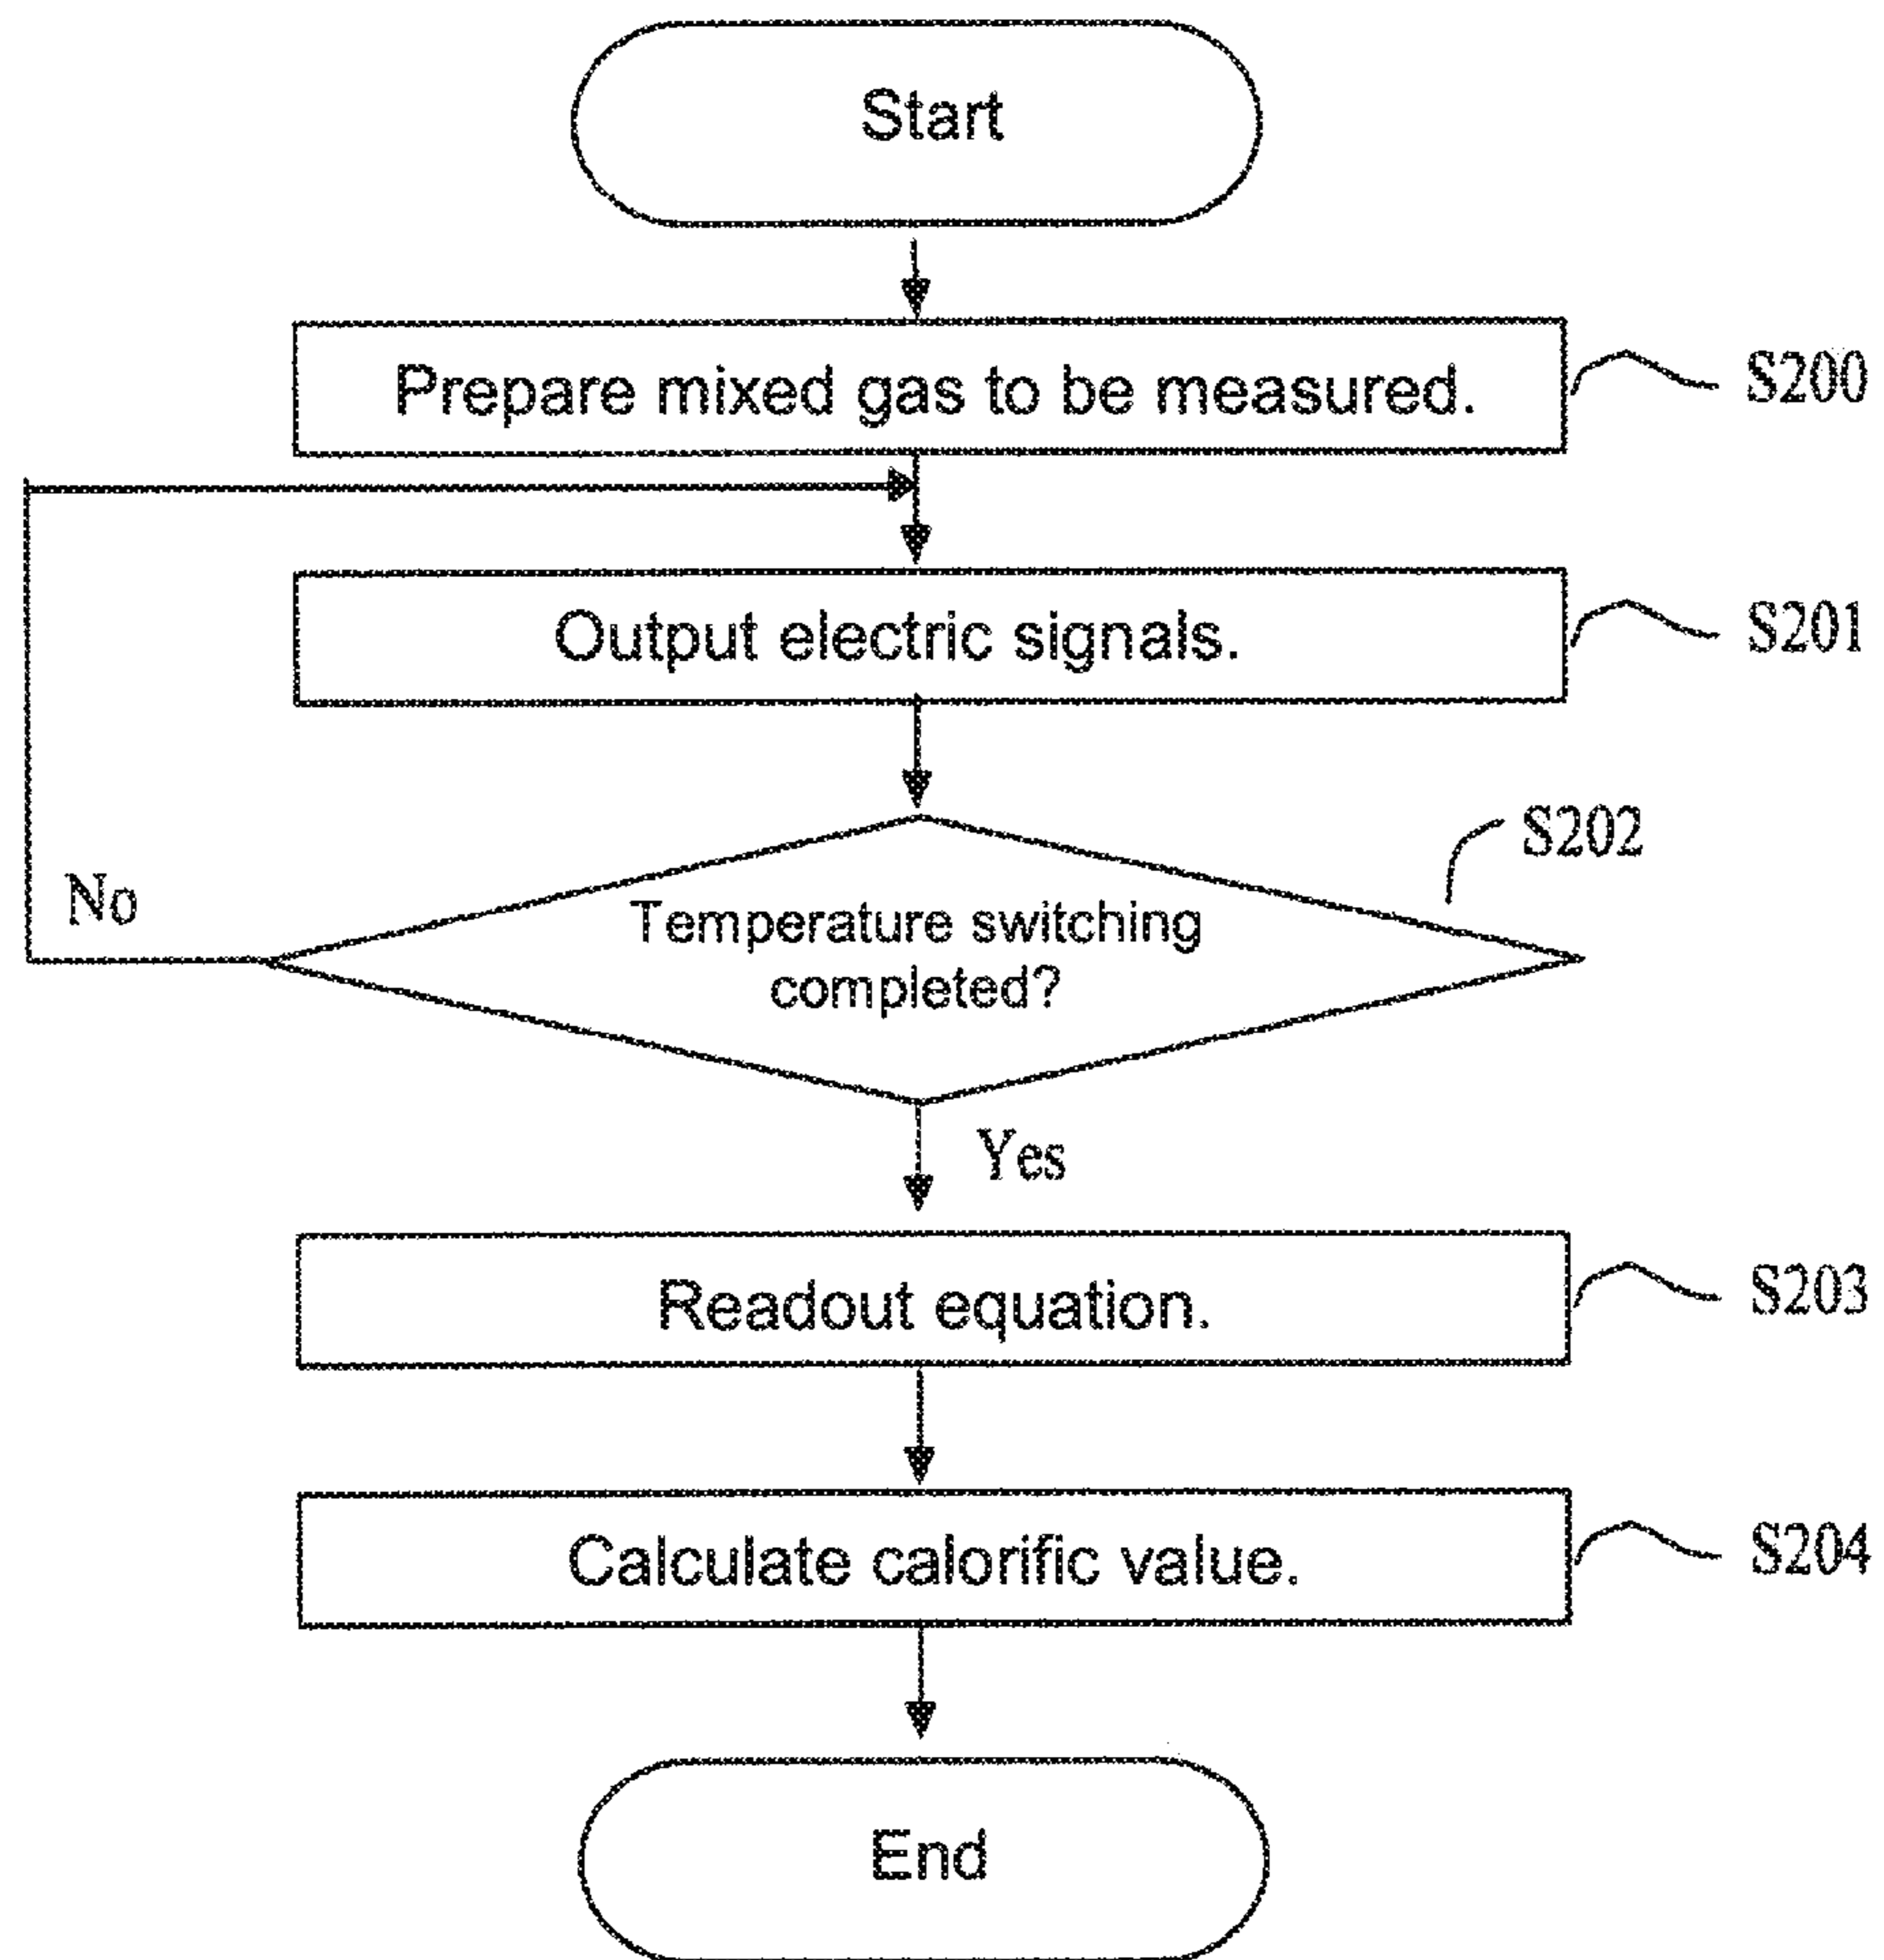 Start
Prepare mixed gas to be measured.
S200
Output electric signals.
S201
S202
No
Temperature switching
completed?
Yes
Readout equation.
S203
Calculate calorific value.
S204
End